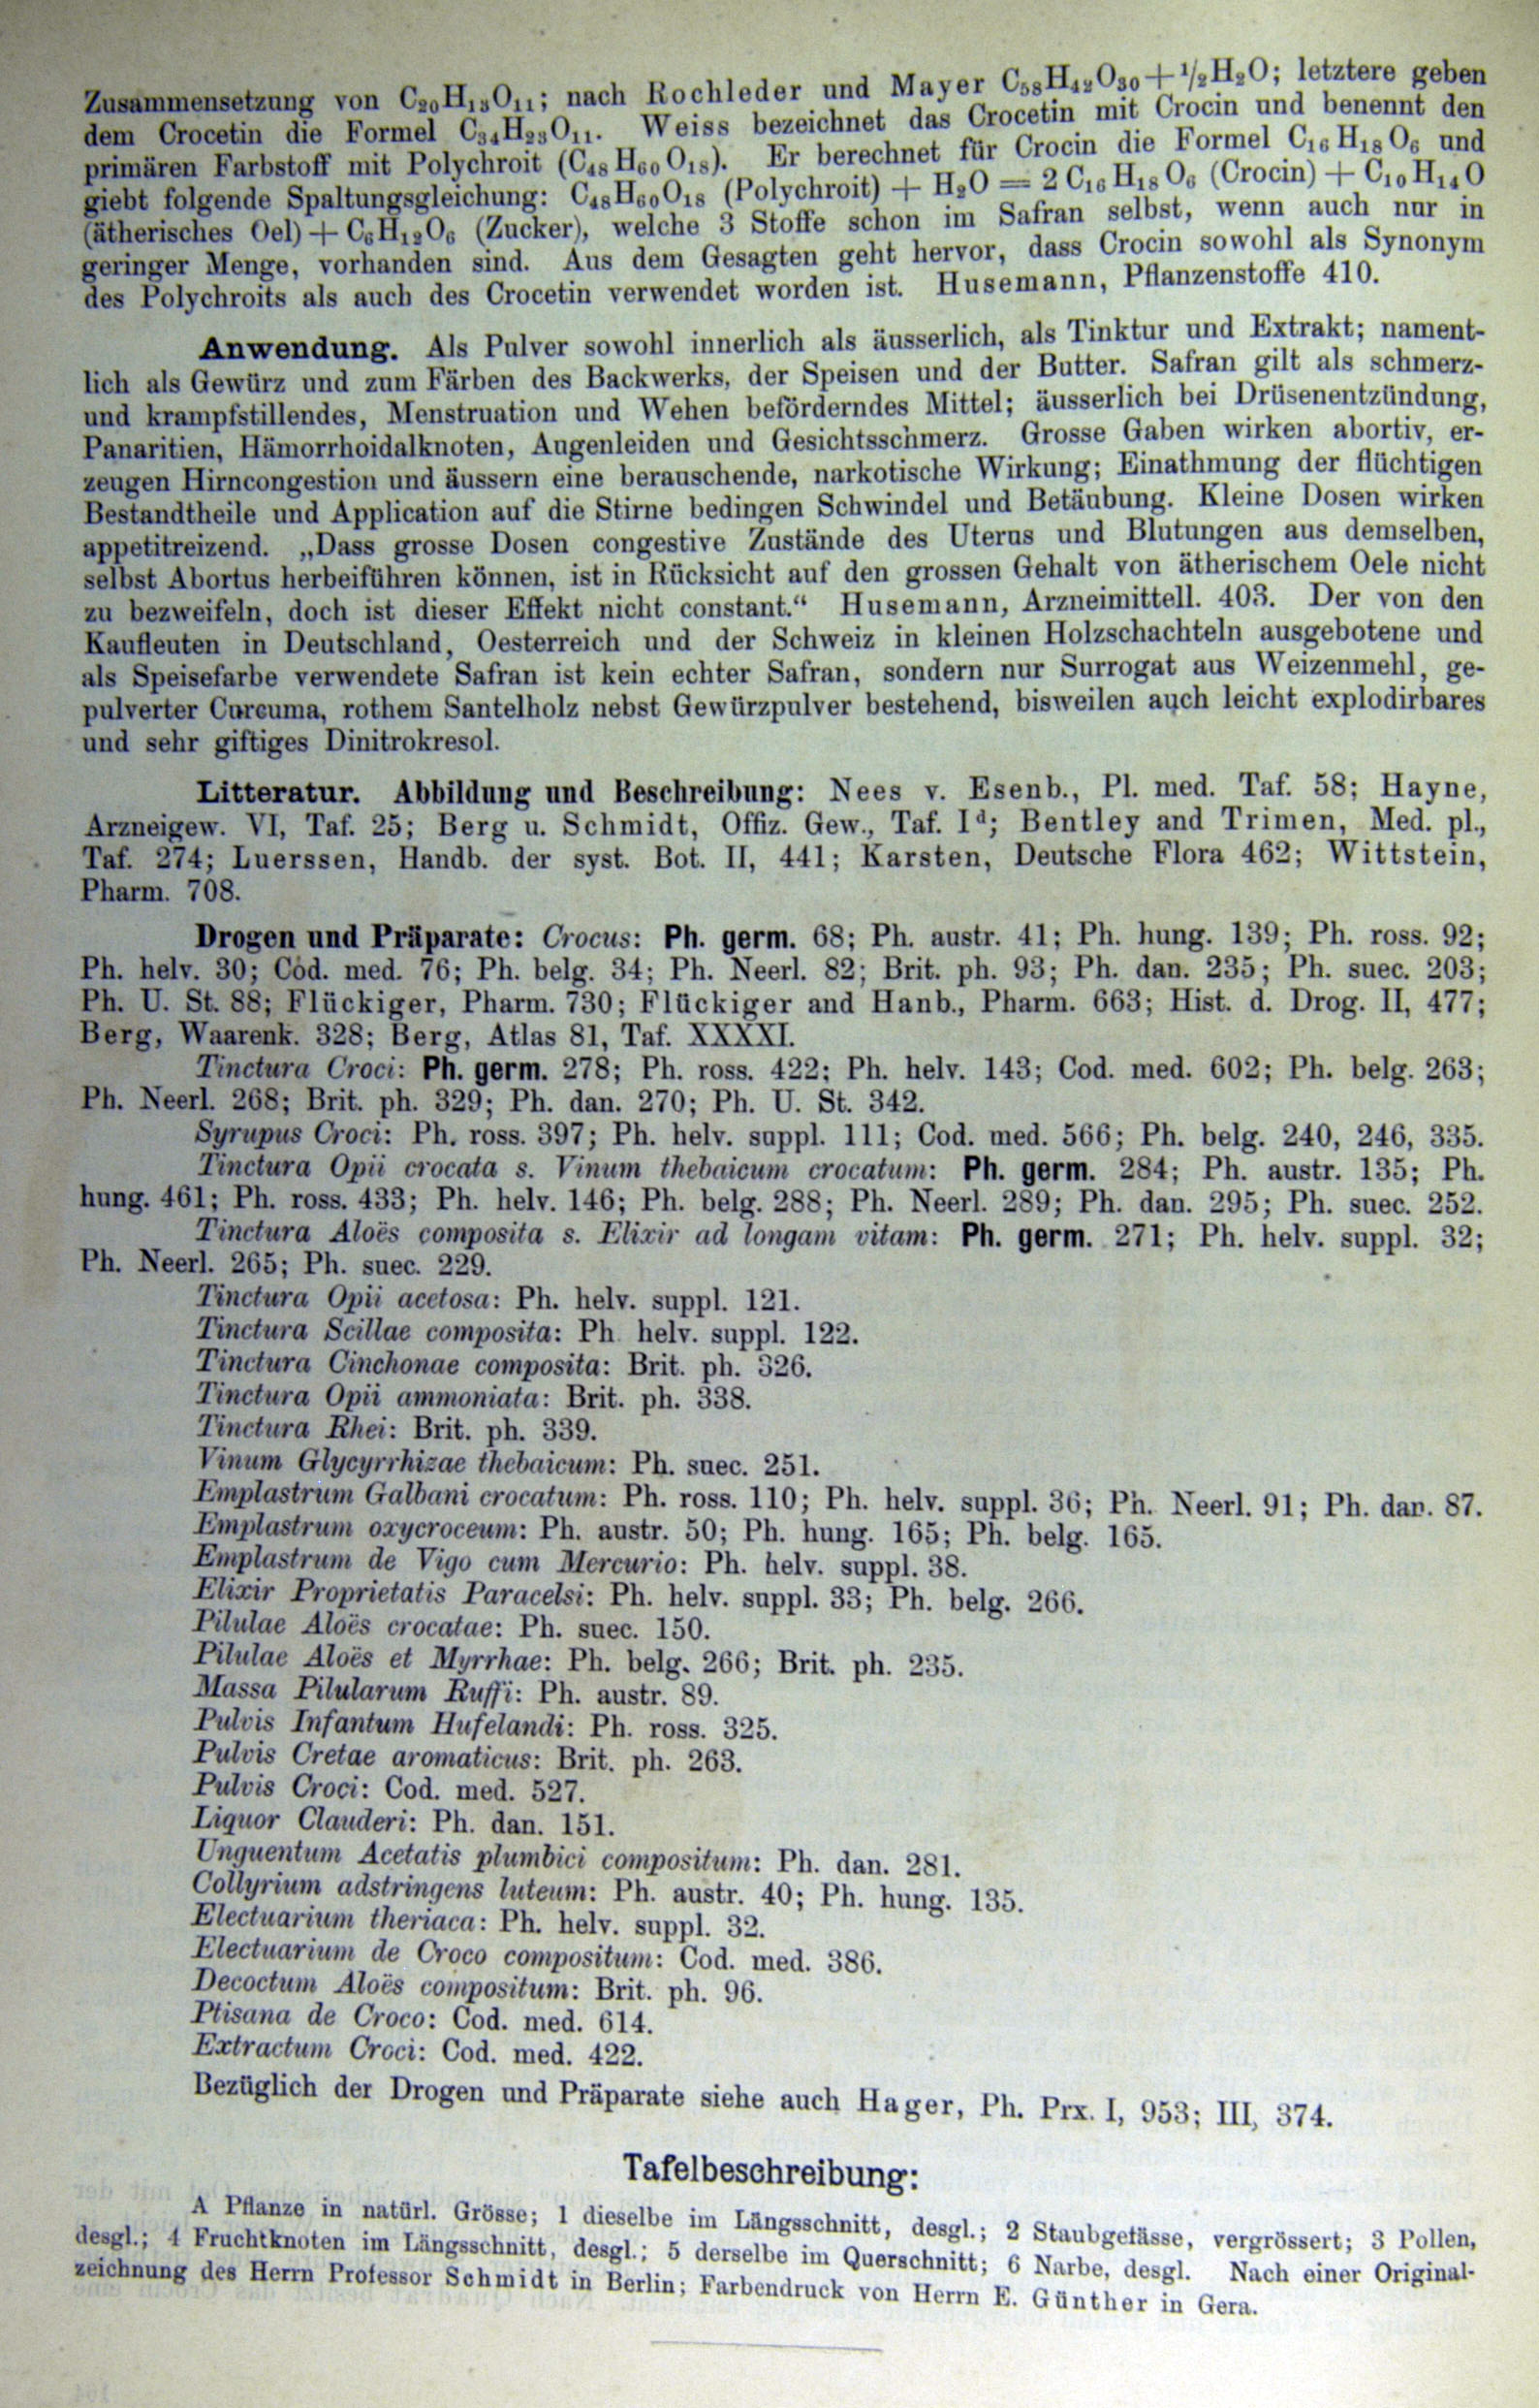 Zusammensetzung von C₂₀H₁₃O₁₁; nach Rochleder und Mayer C₅₈H₄₂O₃₀+½H₂O; letztere geben
dem Crocetin die Formel C₃₄H₂₃O₁₁. Weiss bezeichnet das Crocetin mit Crocin und benennt den
primären Farbstoff mit Polychroit (C₄₈H₆₀O₁₈). Er berechnet für Crocin die Formel C₁₆H₁₈O₆ und
giebt folgende Spaltungsgleichung: C₄₈H₆₀O₁₈ (Polychroit) + H₂O = 2 C₁₆H₁₈O₆ (Crocin) + C₁₀H₁₄O
(ätherisches Oel) + C₆H₁₂O₆ (Zucker), welche 3 Stoffe schon im Safran selbst, wenn auch nur in
geringer Menge, vorhanden sind. Aus dem Gesagten geht hervor, dass Crocin sowohl als Synonym
des Polychroits als auch des Crocetin verwendet worden ist. Husemann, Pflanzenstoffe 410.
Anwendung. Als Pulver sowohl innerlich als äusserlich, als Tinktur und Extrakt; nament-
lich als Gewürz und zum Färben des Backwerks, der Speisen und der Butter. Safran gilt als schmerz-
und krampfstillendes, Menstruation und Wehen beförderndes Mittel; äusserlich bei Drüsenentzündung,
Panaritien, Hämorrhoidalknoten, Augenleiden und Gesichtsschmerz. Grosse Gaben wirken abortiv, er-
zeugen Hirncongestion und äussern eine berauschende, narkotische Wirkung; Einathmung der flüchtigen
Bestandtheile und Application auf die Stirne bedingen Schwindel und Betäubung. Kleine Dosen wirken
appetitreizend. „Dass grosse Dosen congestive Zustände des Uterus und Blutungen aus demselben,
selbst Abortus herbeiführen können, ist in Rücksicht auf den grossen Gehalt von ätherischem Oele nicht
zu bezweifeln, doch ist dieser Effekt nicht constant.“ Husemann, Arzneimittell. 403. Der von den
Kaufleuten in Deutschland, Oesterreich und der Schweiz in kleinen Holzschachteln ausgebotene und
als Speisefarbe verwendete Safran ist kein echter Safran, sondern nur Surrogat aus Weizenmehl, ge-
pulverter Curcuma, rothem Santelholz nebst Gewürzpulver bestehend, bisweilen auch leicht explodirbares
und sehr giftiges Dinitrokresol.
Litteratur. Abbildung und Beschreibung: Nees v. Esenb., Pl. med. Taf. 58; Hayne,
Arzneigew. VI, Taf. 25; Berg u. Schmidt, Offiz. Gew., Taf. Iᵈ; Bentley and Trimen, Med. pl.,
Taf. 274; Luerssen, Handb. der syst. Bot. II, 441; Karsten, Deutsche Flora 462; Wittstein,
Pharm. 708.
Drogen und Präparate: Crocus: Ph. germ. 68; Ph. austr. 41; Ph. hung. 139; Ph. ross. 92;
Ph. helv. 30; Cod. med. 76; Ph. belg. 34; Ph. Neerl. 82; Brit. ph. 93; Ph. dan. 235; Ph. suec. 203;
Ph. U. St. 88; Flückiger, Pharm. 730; Flückiger and Hanb., Pharm. 663; Hist. d. Drog. II, 477;
Berg, Waarenk. 328; Berg, Atlas 81, Taf. XXXXI.
Tinctura Croci: Ph. germ. 278; Ph. ross. 422; Ph. helv. 143; Cod. med. 602; Ph. belg. 263;
Ph. Neerl. 268; Brit. ph. 329; Ph. dan. 270; Ph. U. St. 342.
Syrupus Croci: Ph. ross. 397; Ph. helv. suppl. 111; Cod. med. 566; Ph. belg. 240, 246, 335.
Tinctura Opii crocata s. Vinum thebaicum crocatum: Ph. germ. 284; Ph. austr. 135; Ph.
hung. 461; Ph. ross. 433; Ph. helv. 146; Ph. belg. 288; Ph. Neerl. 289; Ph. dan. 295; Ph. suec. 252.
Tinctura Aloës composita s. Elixir ad longam vitam: Ph. germ. 271; Ph. helv. suppl. 32;
Ph. Neerl. 265; Ph. suec. 229.
Tinctura Opii acetosa: Ph. helv. suppl. 121.
Tinctura Scillae composita: Ph helv. suppl. 122.
Tinctura Cinchonae composita: Brit. ph. 326.
Tinctura Opii ammoniata: Brit. ph. 338.
Tinctura Rhei: Brit. ph. 339.
Vinum Glycyrrhizae thebaicum: Ph. suec. 251.
Emplastrum Galbani crocatum: Ph. ross. 110; Ph. helv. suppl. 36; Ph. Neerl. 91; Ph. dan. 87.
Emplastrum oxycroceum: Ph. austr. 50; Ph. hung. 165; Ph. belg. 165.
Emplastrum de Vigo cum Mercurio: Ph. helv. suppl. 38.
Elixir Proprietatis Paracelsi: Ph. helv. suppl. 33; Ph. belg. 266.
Pilulae Aloës crocatae: Ph. suec. 150.
Pilulae Aloës et Myrrhae: Ph. belg. 266; Brit. ph. 235.
Massa Pilularum Ruffi: Ph. austr. 89.
Pulvis Infantum Hufelandi: Ph. ross. 325.
Pulvis Cretae aromaticus: Brit. ph. 263.
Pulvis Croci: Cod. med. 527.
Liquor Clauderi: Ph. dan. 151.
Unguentum Acetatis plumbici compositum: Ph. dan. 281.
Collyrium adstringens luteum: Ph. austr. 40; Ph. hung. 135.
Electuarium theriaca: Ph. helv. suppl. 32.
Electuarium de Croco compositum: Cod. med. 386.
Decoctum Aloës compositum: Brit. ph. 96.
Ptisana de Croco: Cod. med. 614.
Extractum Croci: Cod. med. 422.
Bezüglich der Drogen und Präparate siehe auch Hager, Ph. Prx. I, 953; III, 374.
Tafelbeschreibung:
A Pflanze in natürl. Grösse; 1 dieselbe im Längsschnitt, desgl.; 2 Staubgefässe, vergrössert; 3 Pollen,
desgl.; 4 Fruchtknoten im Längsschnitt, desgl.; 5 derselbe im Querschnitt; 6 Narbe, desgl. Nach einer Original-
zeichnung des Herrn Professor Schmidt in Berlin; Farbendruck von Herrn E. Günther in Gera.